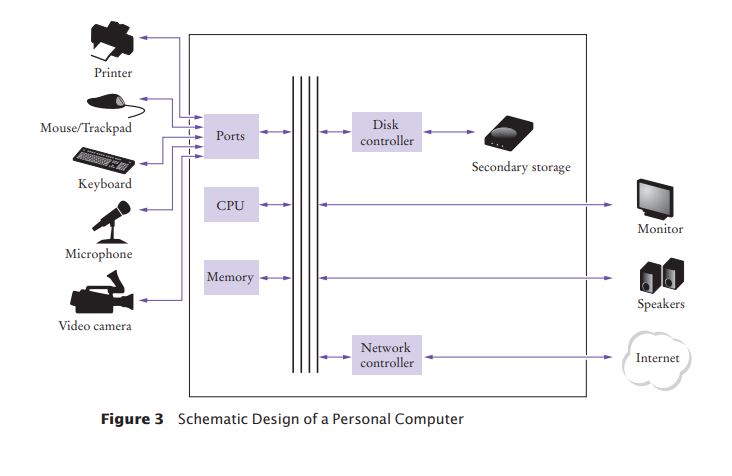 Printer
Mouse/Trackpad
Keyboard
Microphone
Video camera
Ports
CPU
Memory
Disk
controller
Secondary storage
Monitor
Speakers
Network
controller
Internet
Figure 3 Schematic Design of a Personal Computer